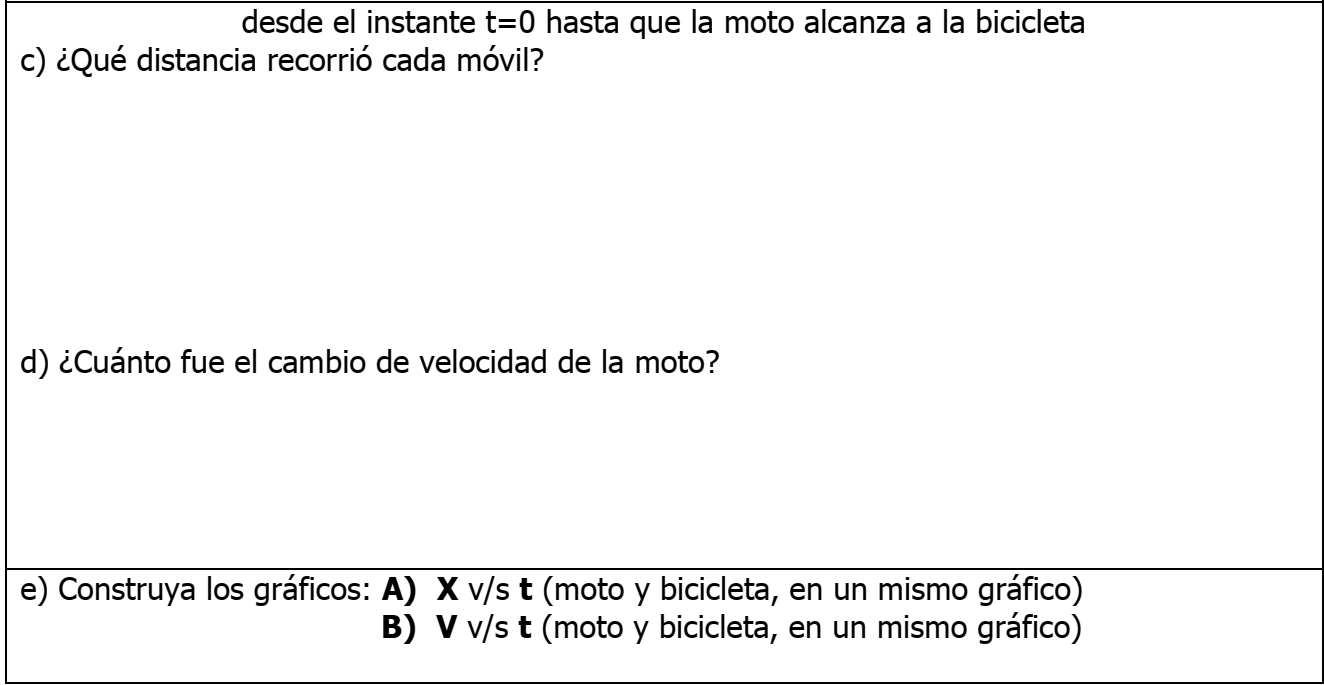 desde el instante t=0 hasta que la moto alcanza a la bicicleta
c) ¿Qué distancia recorrió cada móvil?
d) ¿Cuánto fue el cambio de velocidad de la moto?
e) Construya los gráficos: A) X v/s t (moto y bicicleta, en un mismo gráfico)
B) V v/s t (moto y bicicleta, en un mismo gráfico)